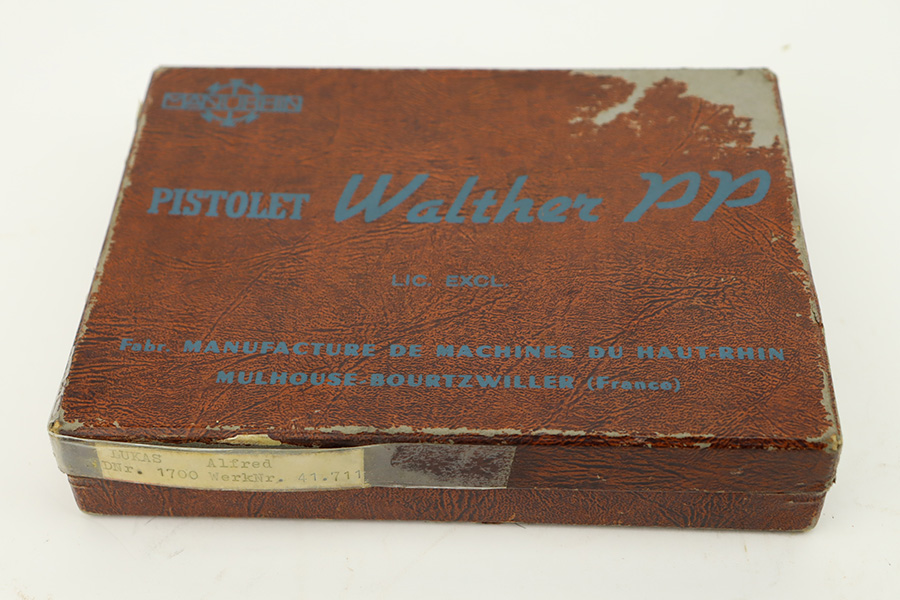 MANURHIN
PISTOLET Walther PP
LIC. EXCL.
Fabr. MANUFACTURE DE MACHINES DU HAUT-RHIN
MULHOUSE-BOURTZWILLER (France)
LUKAS Alfred
DNr. 1700 WerkNr. 41.711